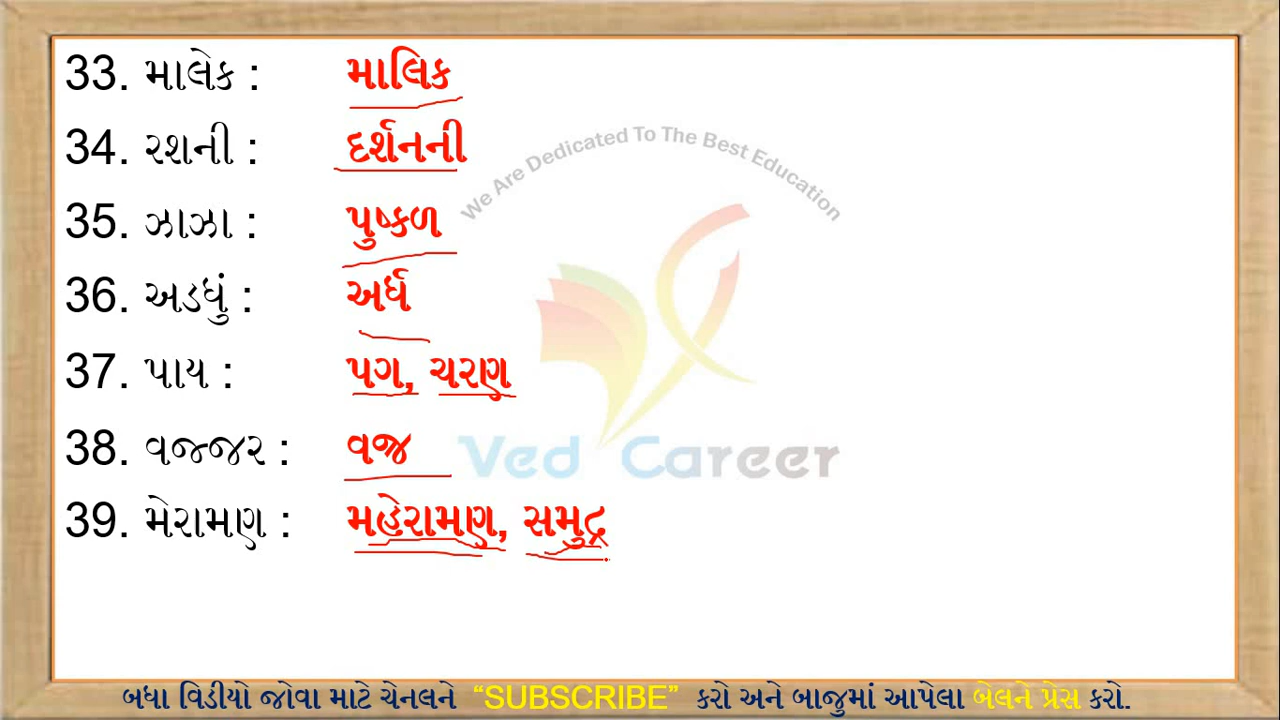 33. માલેક : માલિક
34. રશની : દર્શનની
We Are Dedicated To The Best Education
35. ઝાઝા : પુષ્કળ
36. અડધું : અર્ધ
37. પાય : પગ, ચરણ
38. વજ્જર : વજ્ર
Ved Career
39. મેરામણ : મહેરામણ, સમુદ્ર
બધા વિડીયો જોવા માટે ચેનલને “SUBSCRIBE” કરો અને બાજુમાં આપેલા બેલને પ્રેસ કરો.